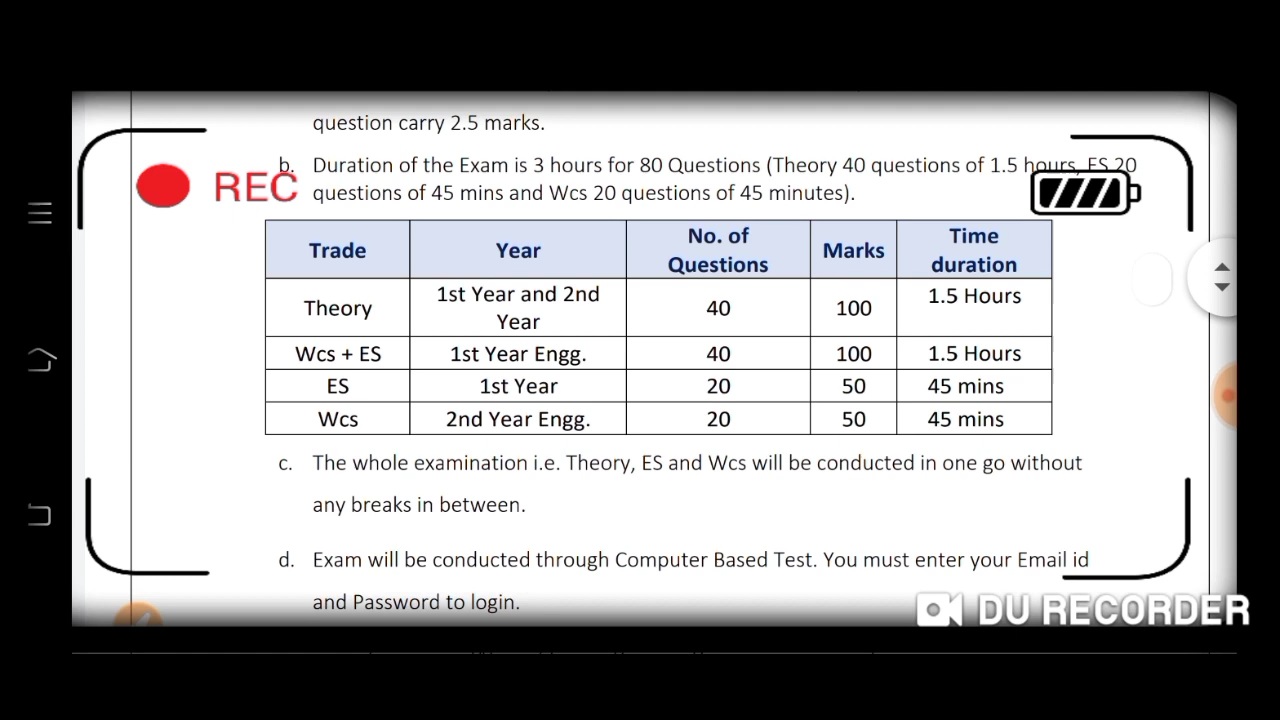 question carry 2.5 marks.
b. Duration of the Exam is 3 hours for 80 Questions (Theory 40 questions of 1.5 hours, ES 20
REC
questions of 45 mins and Wcs 20 questions of 45 minutes).
Trade Year No. of Questions Marks Time duration
Theory 1st Year and 2nd Year 40 100 1.5 Hours
Wcs + ES 1st Year Engg. 40 100 1.5 Hours
ES 1st Year 20 50 45 mins
Wcs 2nd Year Engg. 20 50 45 mins
c. The whole examination i.e. Theory, ES and Wcs will be conducted in one go without
any breaks in between.
d. Exam will be conducted through Computer Based Test. You must enter your Email id
and Password to login.
DU RECORDER